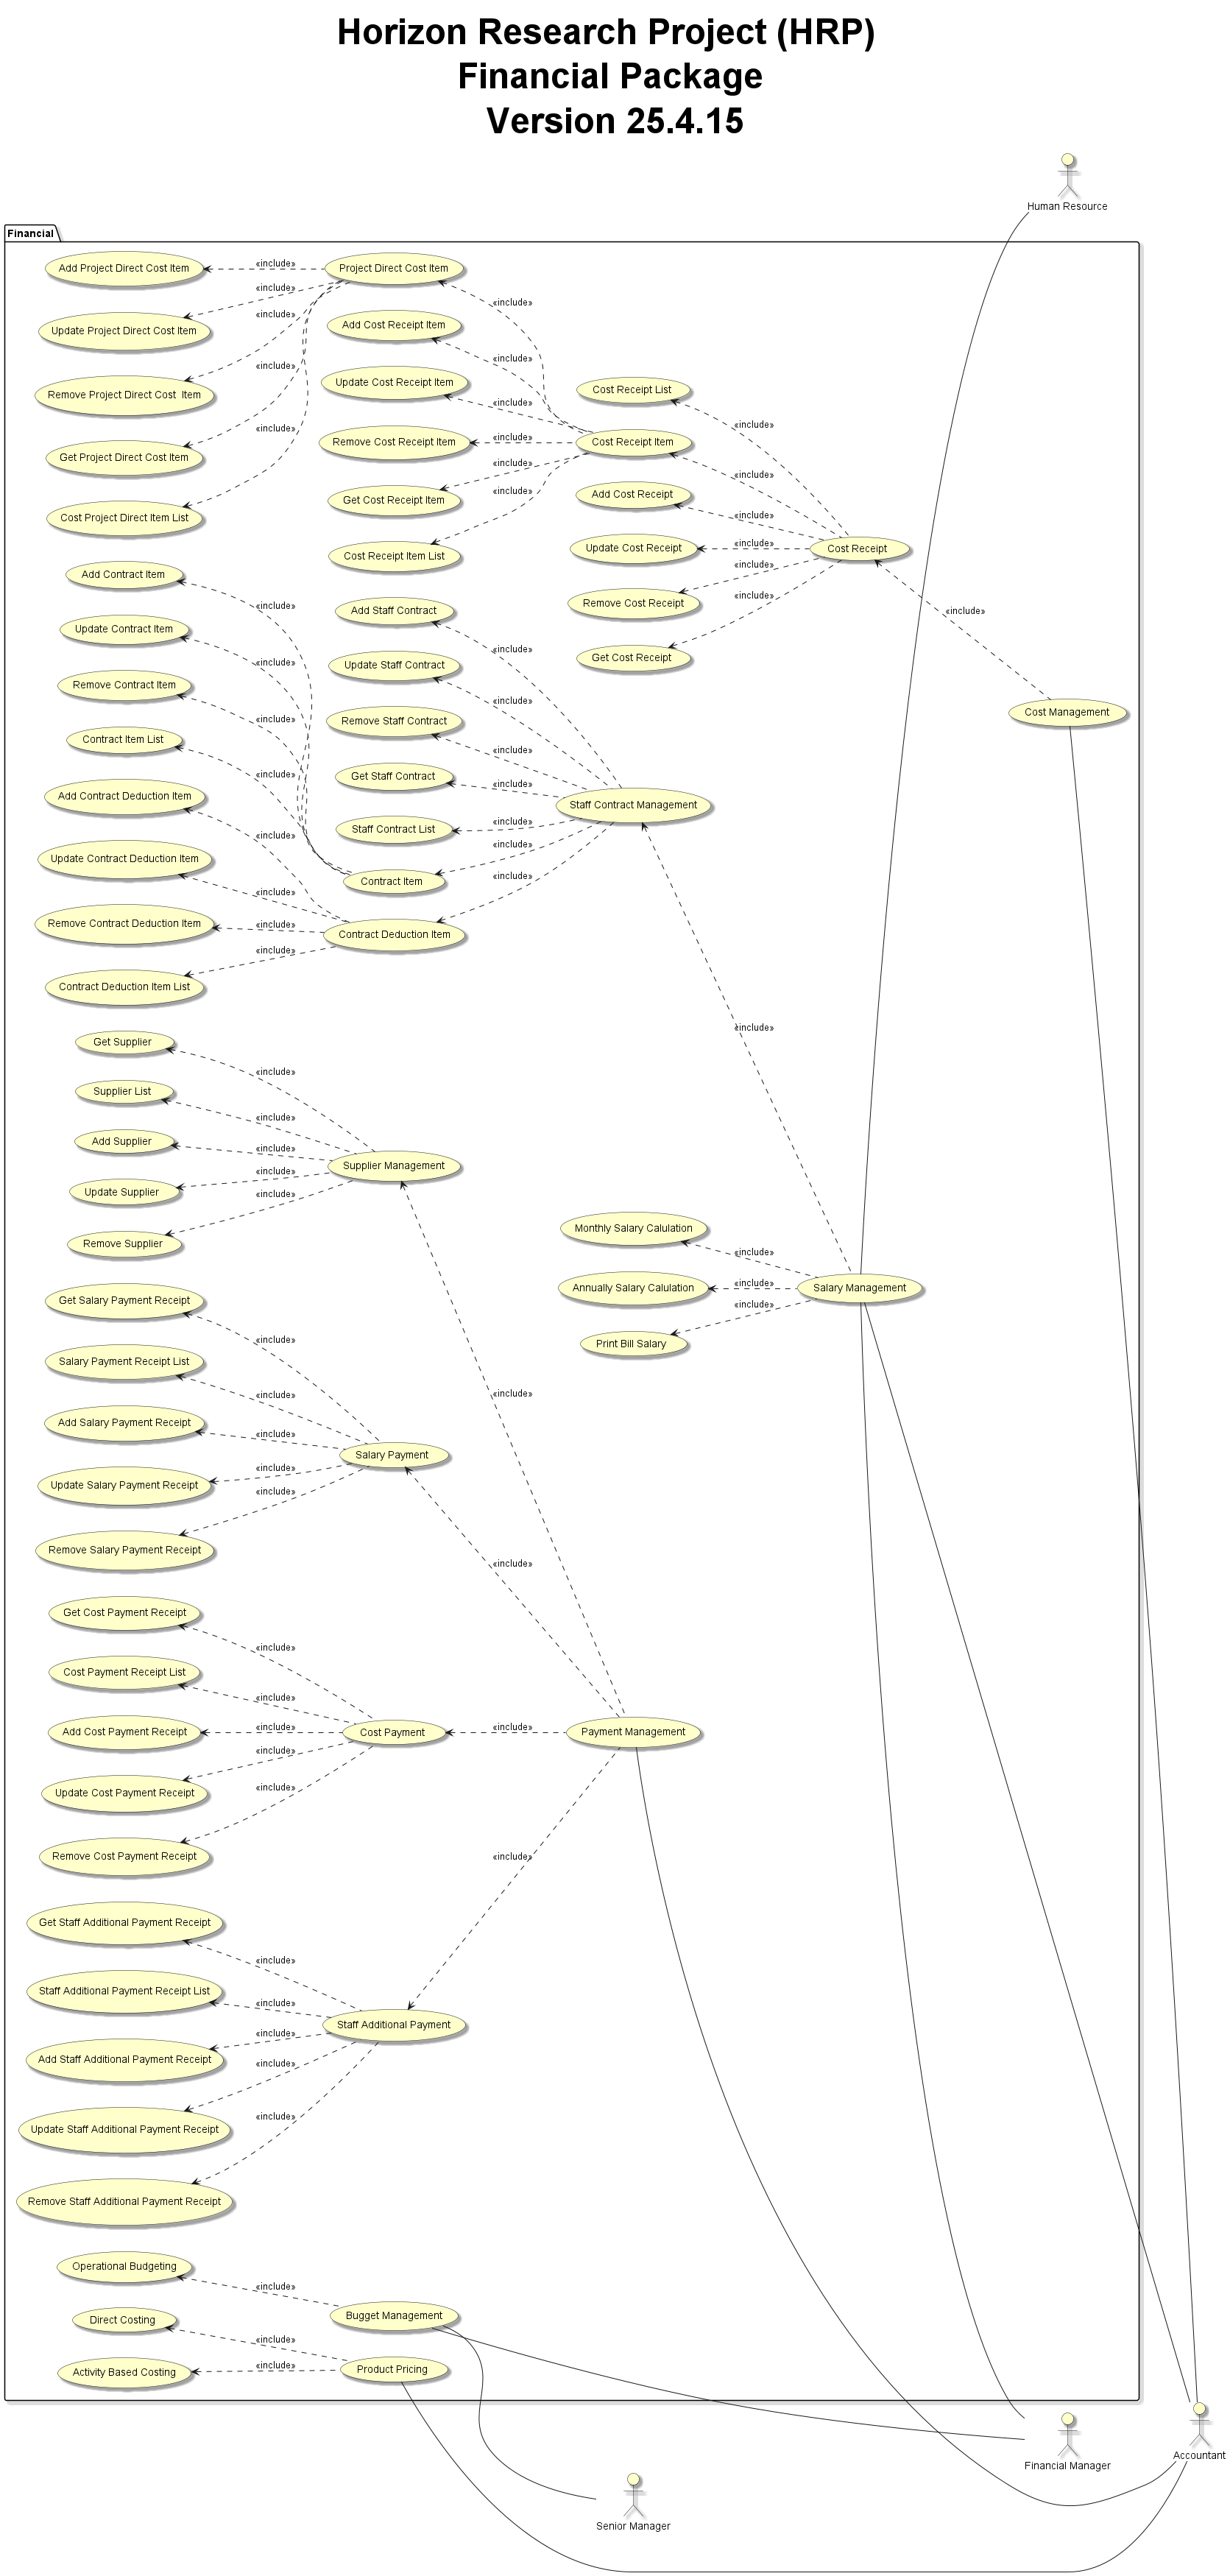 Horizon Research Project (HRP)
Financial Package
Version 25.4.15
Human Resource
Financial
Add Project Direct Cost Item
«include»
Project Direct Cost Item
Update Project Direct Cost Item
«include»
Remove Project Direct Cost  Item
«include»
Get Project Direct Cost Item
«include»
Cost Project Direct Item List
«include»
«include»
Add Cost Receipt Item
«include»
Update Cost Receipt Item
«include»
Remove Cost Receipt Item
«include»
Get Cost Receipt Item
«include»
Cost Receipt Item List
«include»
Cost Receipt List
«include»
Cost Receipt Item
«include»
Add Cost Receipt
«include»
Update Cost Receipt
«include»
Remove Cost Receipt
«include»
Get Cost Receipt
«include»
Cost Receipt
«include»
Cost Management
Add Contract Item
«include»
Update Contract Item
«include»
Remove Contract Item
«include»
Contract Item List
«include»
Add Contract Deduction Item
«include»
Update Contract Deduction Item
«include»
Remove Contract Deduction Item
«include»
Contract Deduction Item List
«include»
Add Staff Contract
«include»
Update Staff Contract
«include»
Remove Staff Contract
«include»
Get Staff Contract
«include»
Staff Contract List
«include»
Contract Item
«include»
Contract Deduction Item
«include»
Staff Contract Management
«include»
Get Supplier
«include»
Supplier List
«include»
Add Supplier
«include»
Update Supplier
«include»
Remove Supplier
«include»
Supplier Management
«include»
Monthly Salary Calulation
«include»
Annually Salary Calulation
«include»
Print Bill Salary
«include»
Salary Management
Get Salary Payment Receipt
«include»
Salary Payment Receipt List
«include»
Add Salary Payment Receipt
«include»
Update Salary Payment Receipt
«include»
Remove Salary Payment Receipt
«include»
Salary Payment
«include»
Get Cost Payment Receipt
«include»
Cost Payment Receipt List
«include»
Add Cost Payment Receipt
«include»
Update Cost Payment Receipt
«include»
Remove Cost Payment Receipt
«include»
Cost Payment
«include»
Payment Management
«include»
Get Staff Additional Payment Receipt
«include»
Staff Additional Payment Receipt List
«include»
Add Staff Additional Payment Receipt
«include»
Update Staff Additional Payment Receipt
«include»
Remove Staff Additional Payment Receipt
«include»
Staff Additional Payment
Operational Budgeting
«include»
Bugget Management
Direct Costing
«include»
Activity Based Costing
«include»
Product Pricing
Financial Manager
Accountant
Senior Manager